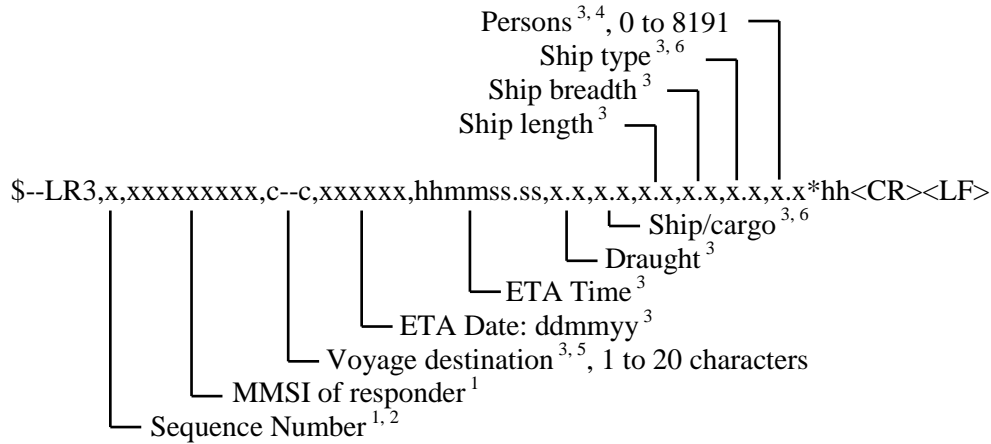 Persons 3, 4, 0 to 8191
Ship type 3, 6
Ship breadth 3
Ship length 3
$--LR3,x,xxxxxxxxx,c--c,xxxxxx,hhmmss.ss,x.x,x.x,x.x,x.x,x.x,x.x*hh<CR><LF>
Ship/cargo 3, 6
Draught 3
ETA Time 3
ETA Date: ddmmyy 3
Voyage destination 3, 5, 1 to 20 characters
MMSI of responder 1
Sequence Number 1, 2